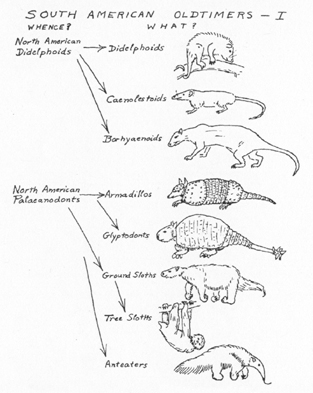 SOUTH AMERICAN OLDTIMERS - I
WHENCE? WHAT?
North American
Didelphoids
Didelphoids
Caenolestoids
Borhyaenoids
North American
Palaeanodonts
Armadillos
Glyptodonts
Ground Sloths
Tree Sloths
Anteaters